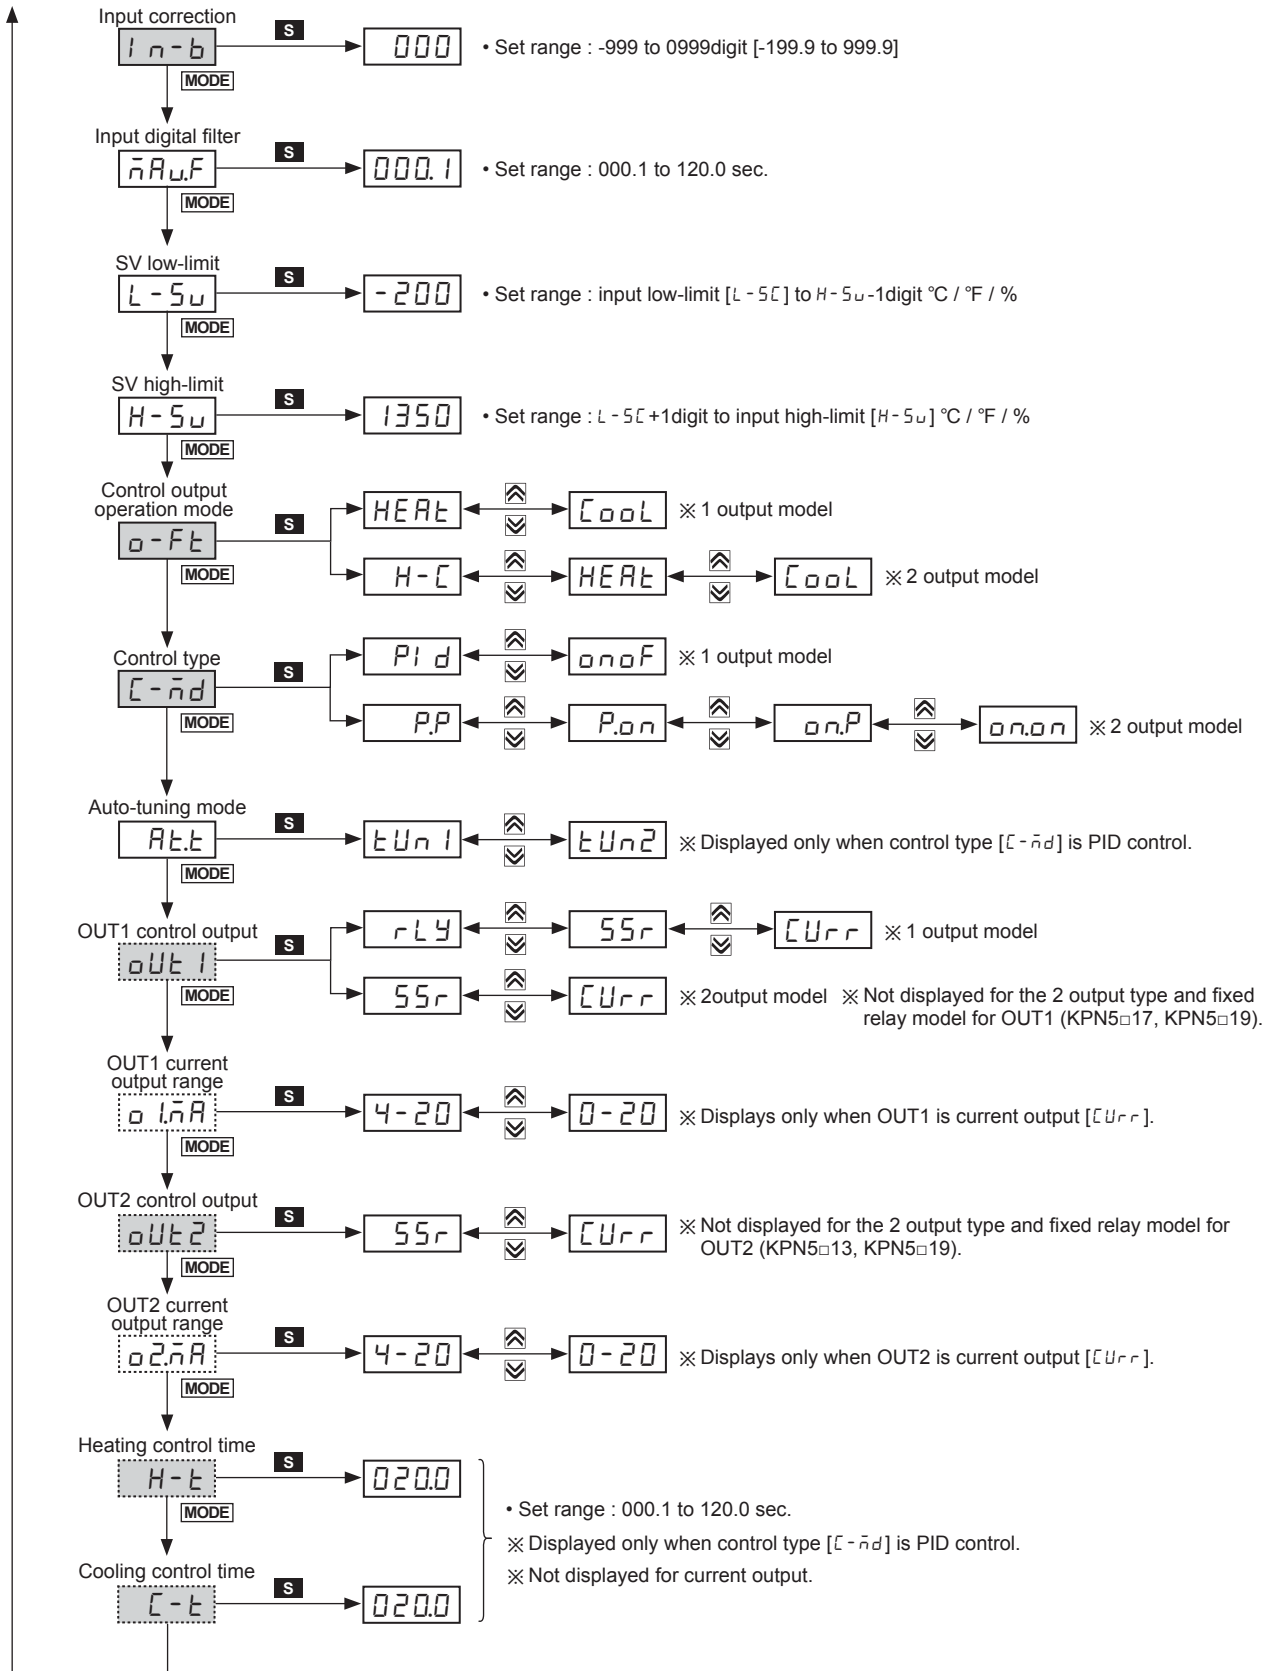 Input correction
In-b
S
000
• Set range : -999 to 0999digit [-199.9 to 999.9]
MODE
Input digital filter
m̄Au.F
S
000.1
• Set range : 000.1 to 120.0 sec.
MODE
SV low-limit
L-Su
S
-200
• Set range : input low-limit [L-SC] to H-Su-1digit ℃ / ℉ / %
MODE
SV high-limit
H-Su
S
1350
• Set range : L-SC+1digit to input high-limit [H-Su] ℃ / ℉ / %
MODE
Control output
operation mode
o-Ft
S
HEAt
CooL
※ 1 output model
MODE
H-C
HEAt
CooL
※ 2 output model
Control type
C-m̄d
S
PId
onoF
※ 1 output model
MODE
P.P
P.on
on.P
on.on
※ 2 output model
Auto-tuning mode
At.t
S
tUn1
tUn2
※ Displayed only when control type [C-m̄d] is PID control.
MODE
OUT1 control output
oUt1
S
rLY
SSr
CUrr
※ 1 output model
MODE
SSr
CUrr
※ 2output model
※ Not displayed for the 2 output type and fixed
relay model for OUT1 (KPN5□17, KPN5□19).
OUT1 current
output range
o1.m̄A
S
4-20
0-20
※ Displays only when OUT1 is current output [CUrr].
MODE
OUT2 control output
oUt2
S
SSr
CUrr
※ Not displayed for the 2 output type and fixed relay model for
OUT2 (KPN5□13, KPN5□19).
MODE
OUT2 current
output range
o2.m̄A
S
4-20
0-20
※ Displays only when OUT2 is current output [CUrr].
MODE
Heating control time
H-t
S
020.0
MODE
• Set range : 000.1 to 120.0 sec.
※ Displayed only when control type [C-m̄d] is PID control.
※ Not displayed for current output.
Cooling control time
C-t
S
020.0